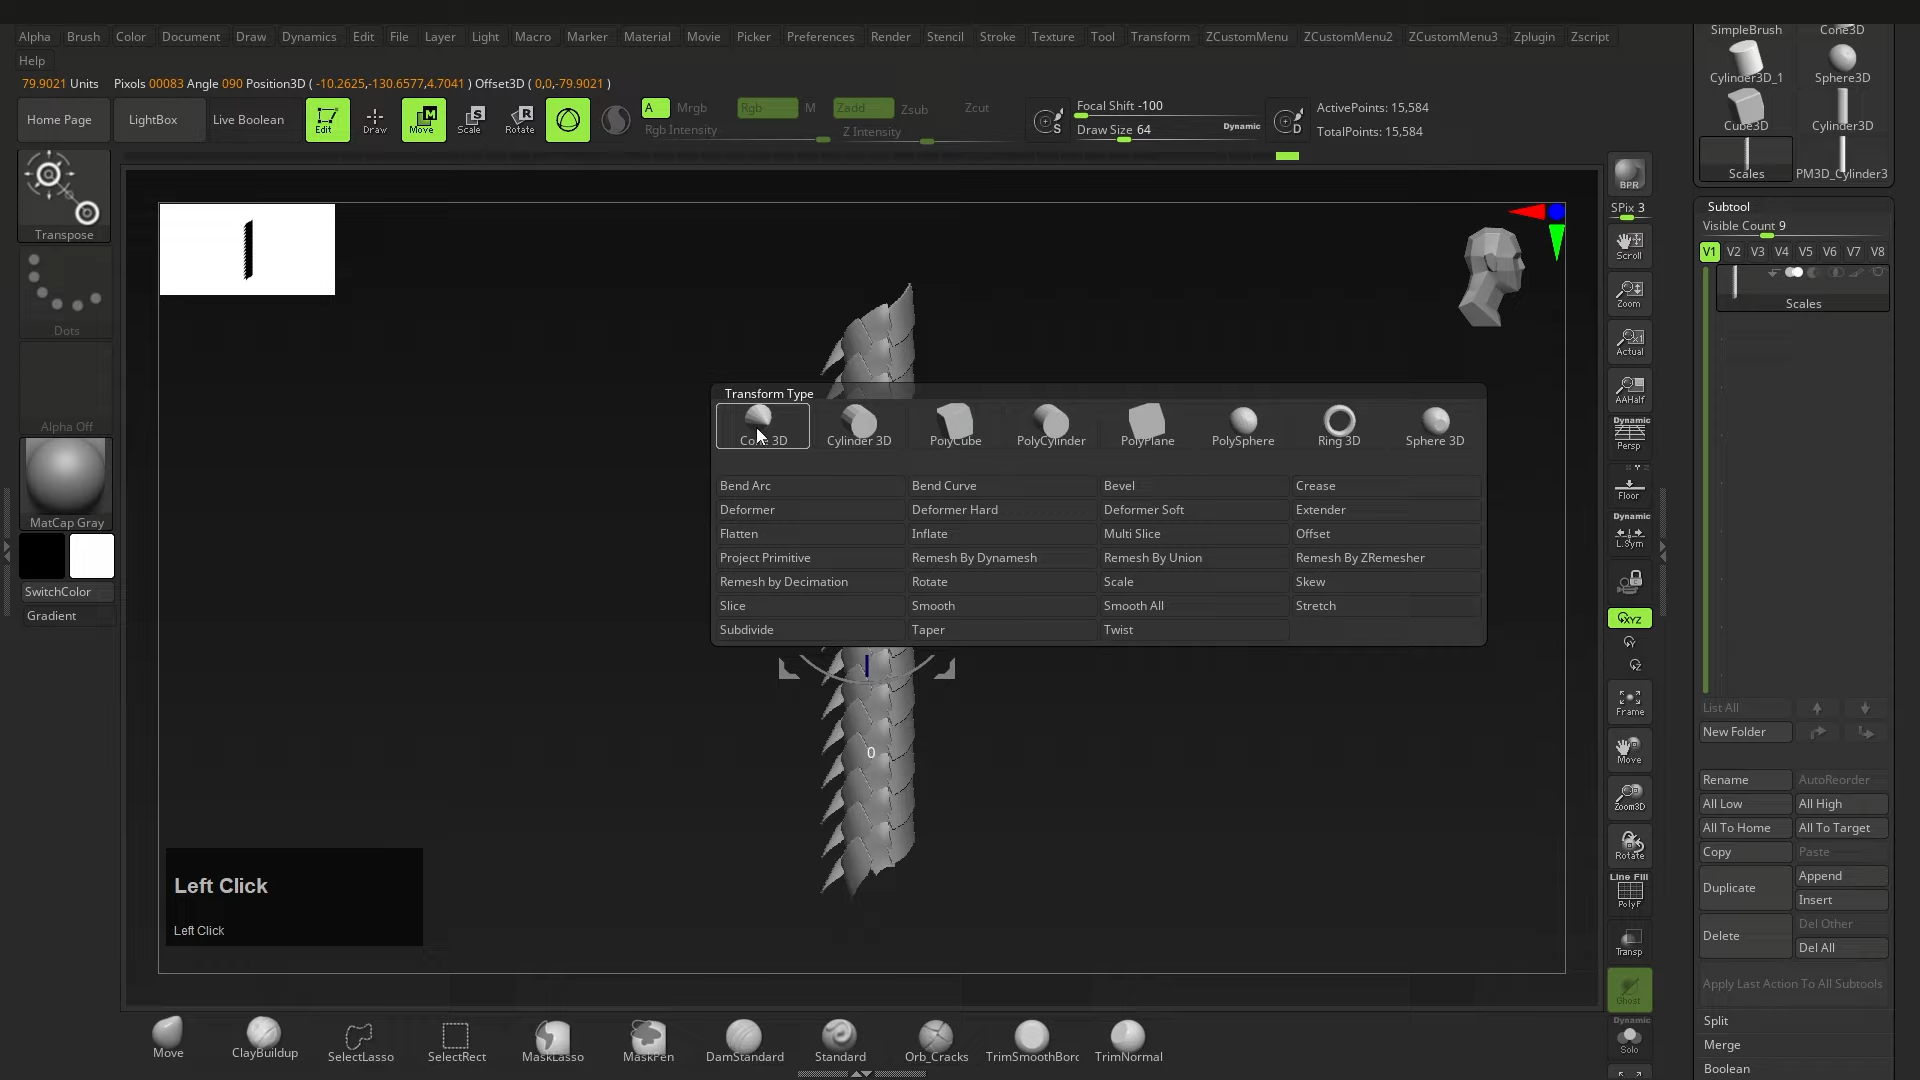 Alpha Brush Color Document Draw Dynamics Edit File Layer Light Macro Marker Material Movie Picker Preferences Render Stencil Stroke Texture Tool Transform ZCustomMenu ZCustomMenu2 ZCustomMenu3 Zplugin Zscript
Help
79.9021 Units Pixols 00083 Angle 090 Position3D ( -10.2625,-130.6577,4.7041 ) Offset3D ( 0,0,-79.9021 )
Home Page LightBox Live Boolean Edit Draw Move Scale Rotate
A Mrgb Rgb M Zadd Zsub Zcut
Rgb Intensity Z Intensity
S Focal Shift -100
Draw Size 64 Dynamic D
ActivePoints: 15,584
TotalPoints: 15,584
Transpose
Dots
Alpha Off
MatCap Gray
SwitchColor
Gradient
Transform Type
Cone 3D Cylinder 3D PolyCube PolyCylinder PolyPlane PolySphere Ring 3D Sphere 3D
Bend Arc Bend Curve Bevel Crease
Deformer Deformer Hard Deformer Soft Extender
Flatten Inflate Multi Slice Offset
Project Primitive Remesh By Dynamesh Remesh By Union Remesh By ZRemesher
Remesh by Decimation Rotate Scale Skew
Slice Smooth Smooth All Stretch
Subdivide Taper Twist
0
Left Click
Left Click
Move ClayBuildup SelectLasso SelectRect MaskLasso MaskPen DamStandard Standard Orb_Cracks TrimSmoothBorc TrimNormal
BPR
SPix 3
Scroll
Zoom
Actual
AAHalf
Dynamic
Persp
Floor
Dynamic
L.Sym
XYZ
Y
Z
Frame
Move
Zoom3D
Rotate
Line Fill
PolyF
Transp
Ghost
Dynamic
Solo
SimpleBrush Cone3D
Cylinder3D_1 Sphere3D
Cube3D Cylinder3D
Scales PM3D_Cylinder3
Subtool
Visible Count 9
V1 V2 V3 V4 V5 V6 V7 V8
Scales
List All
New Folder
Rename AutoReorder
All Low All High
All To Home All To Target
Copy Paste
Duplicate Append
Insert
Delete Del Other
Del All
Apply Last Action To All Subtools
Split
Merge
Boolean